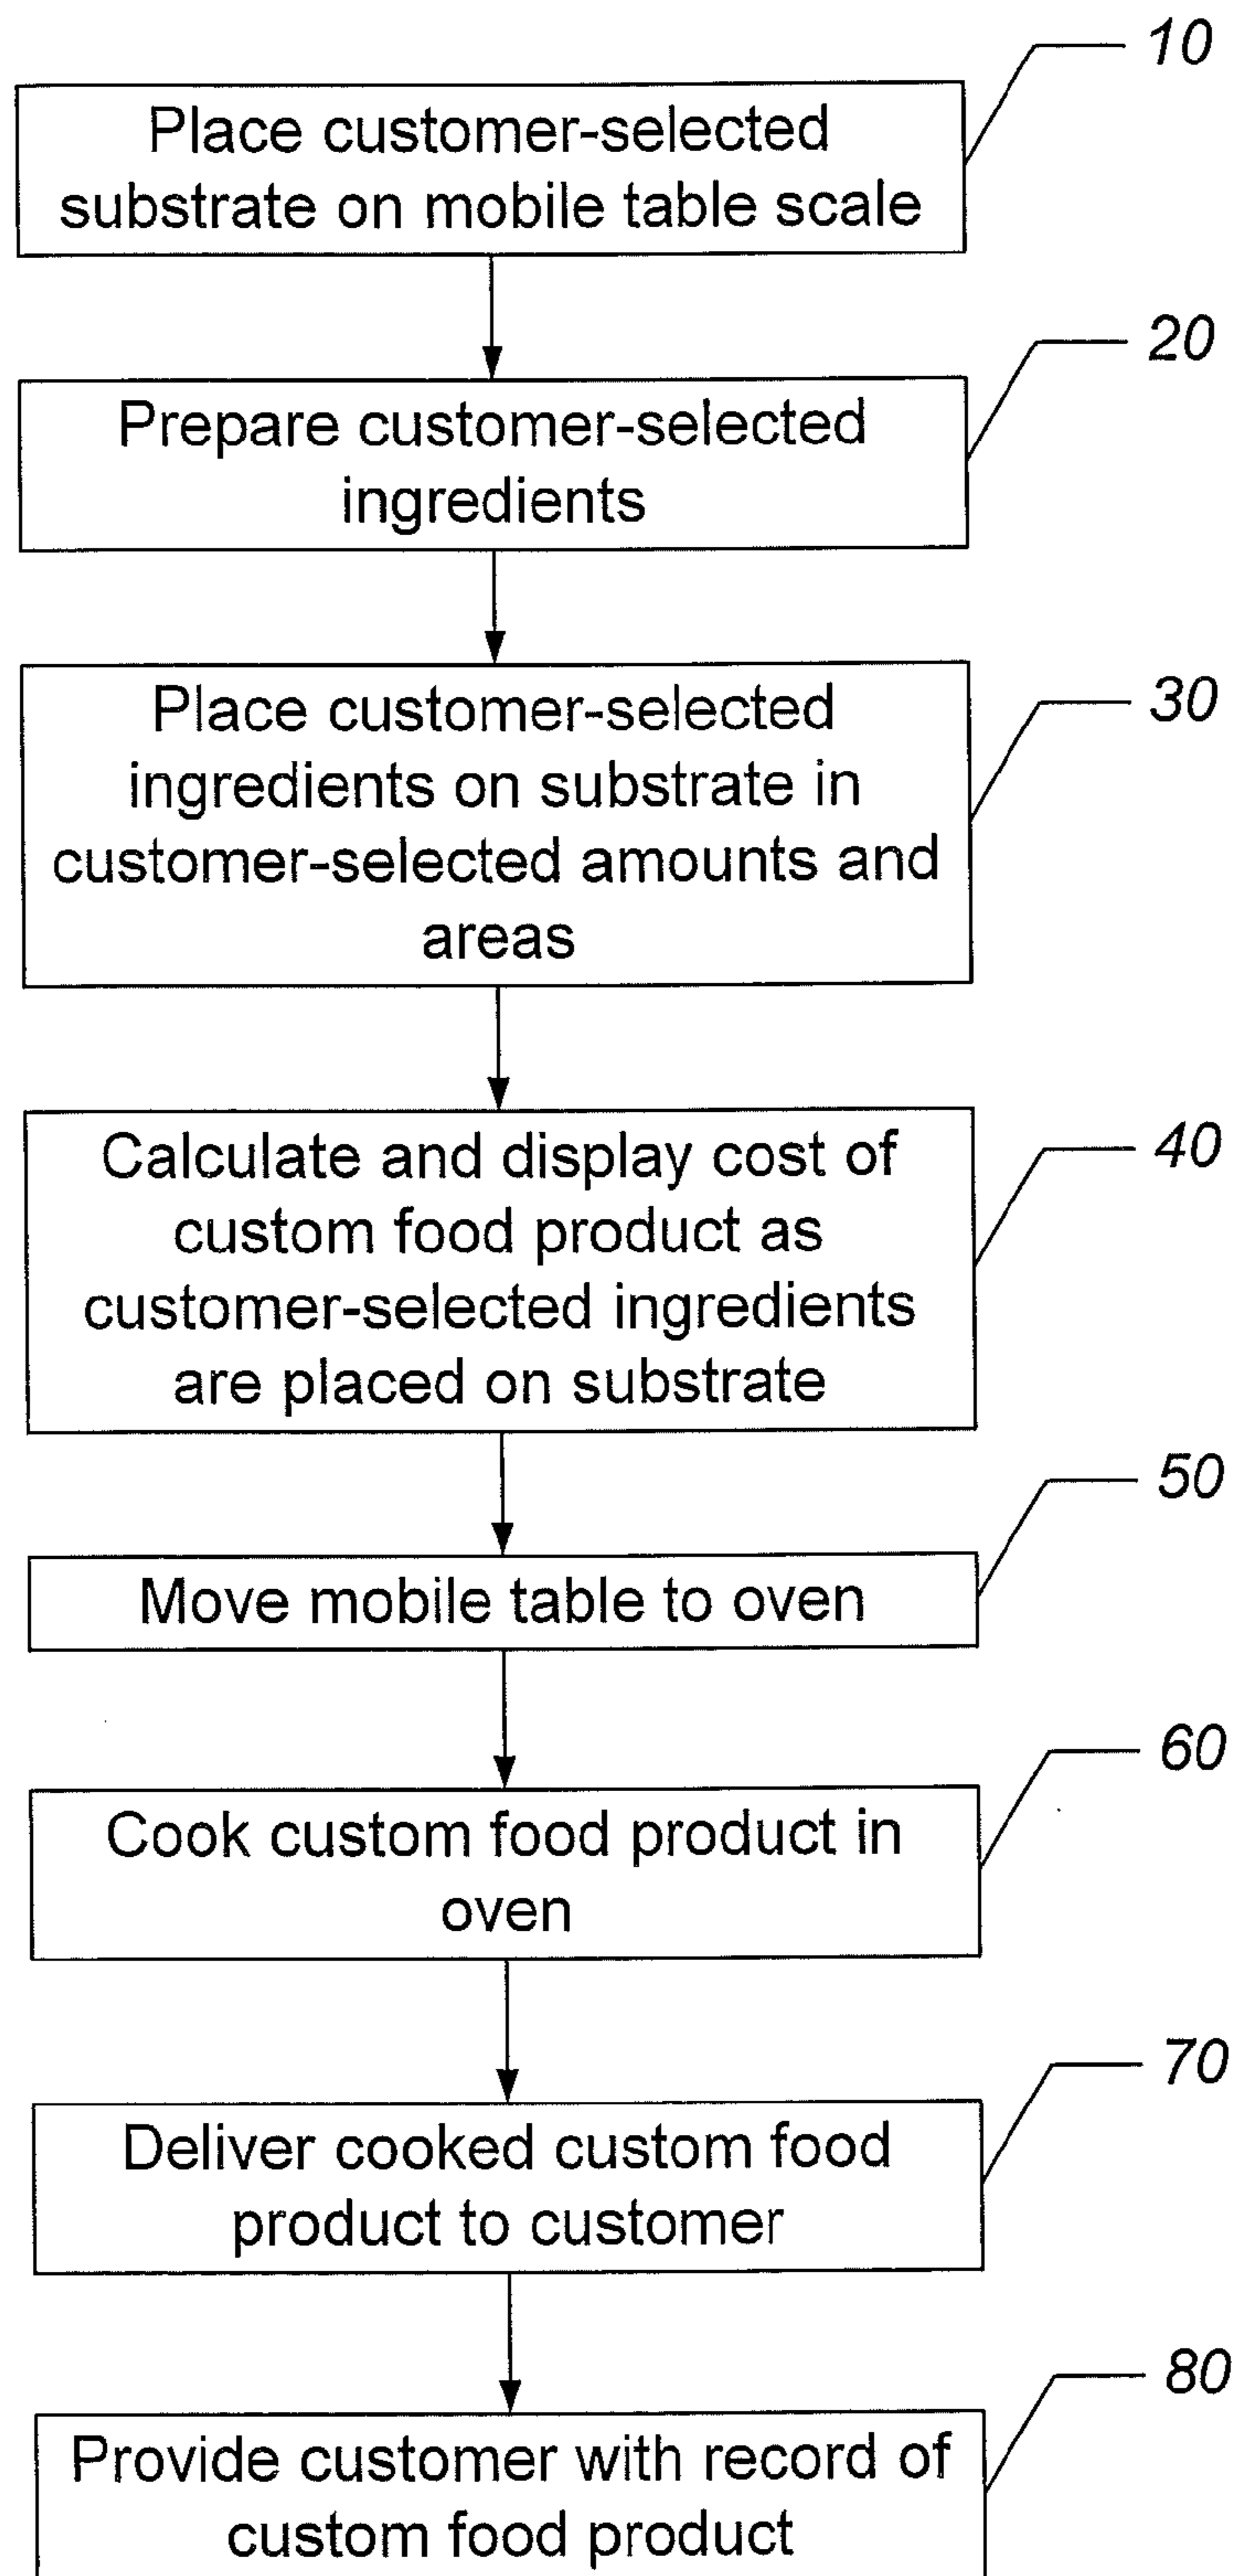 10
Place customer-selected
substrate on mobile table scale
20
Prepare customer-selected
ingredients
30
Place customer-selected
ingredients on substrate in
customer-selected amounts and
areas
40
Calculate and display cost of
custom food product as
customer-selected ingredients
are placed on substrate
50
Move mobile table to oven
60
Cook custom food product in
oven
70
Deliver cooked custom food
product to customer
80
Provide customer with record of
custom food product